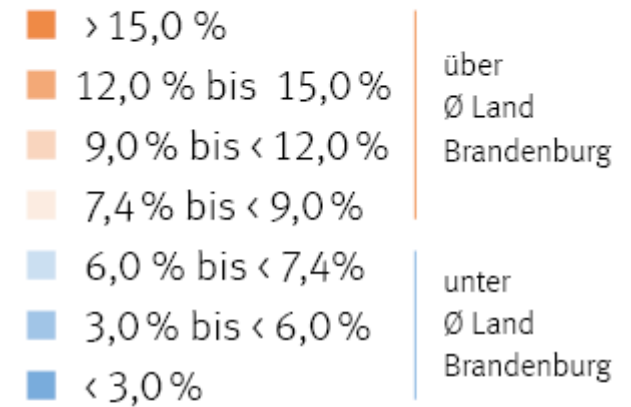 > 15,0 %
12,0 % bis 15,0 %
9,0 % bis < 12,0 %
7,4 % bis < 9,0 %
über
Ø Land
Brandenburg
6,0 % bis < 7,4%
3,0 % bis < 6,0 %
< 3,0 %
unter
Ø Land
Brandenburg